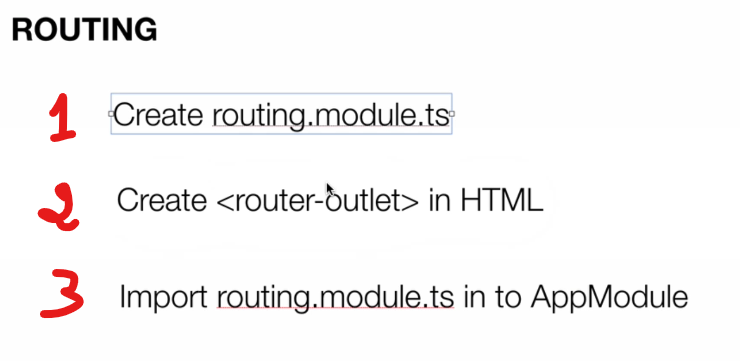 ROUTING
1 Create routing.module.ts
2 Create <router-outlet> in HTML
3 Import routing.module.ts in to AppModule